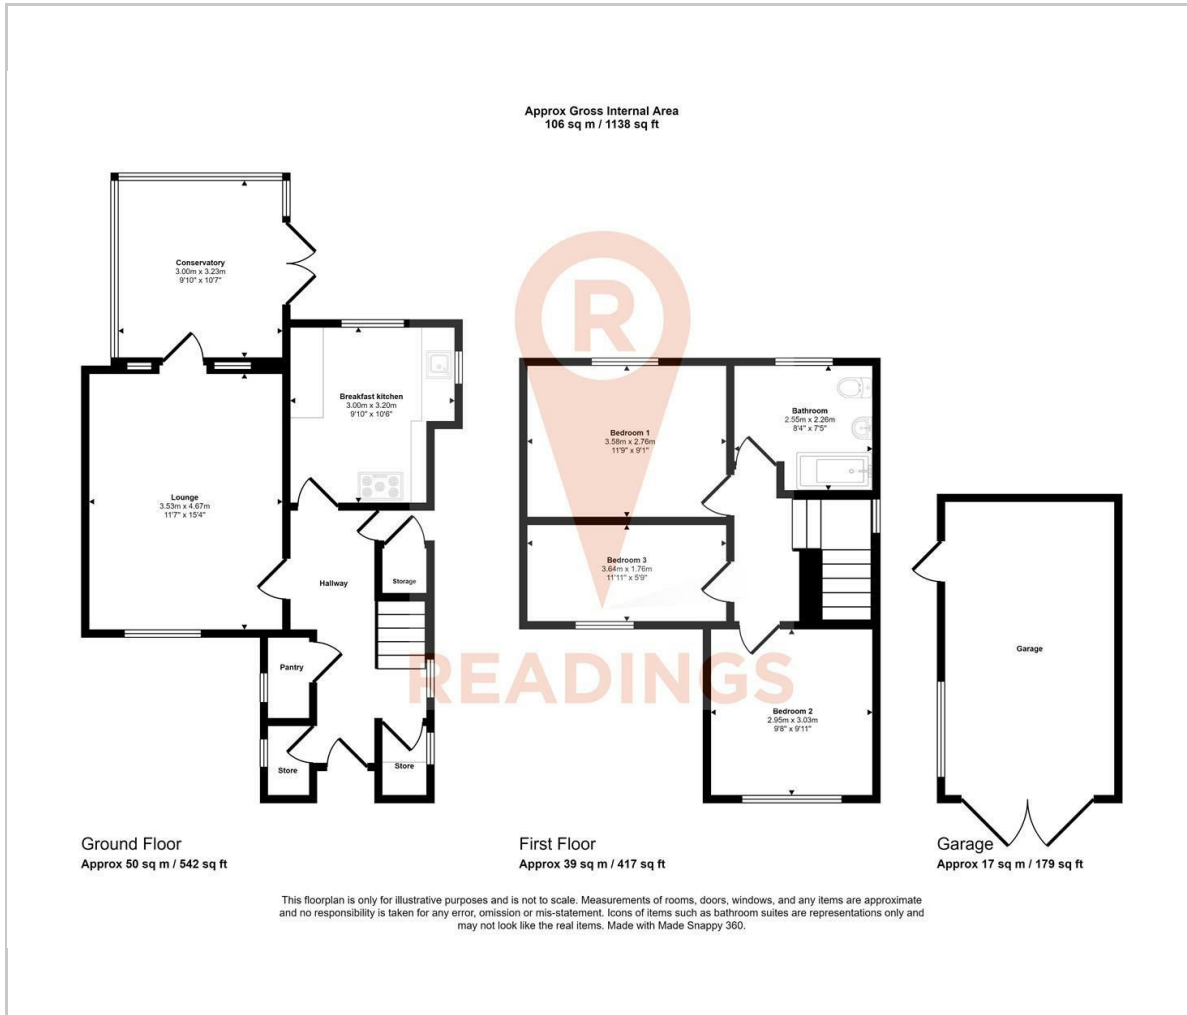 Approx Gross Internal Area
106 sq m / 1138 sq ft
Conservatory
3.00m x 3.23m
9'10" x 10'7"
Breakfast kitchen
3.00m x 3.20m
9'10" x 10'6"
Lounge
3.53m x 4.67m
11'7" x 15'4"
Hallway
Storage
Pantry
Store
Store
R
READINGS
Bedroom 1
3.58m x 2.76m
11'9" x 9'1"
Bathroom
2.55m x 2.26m
8'4" x 7'5"
Bedroom 3
3.64m x 1.76m
11'11" x 5'9"
Bedroom 2
2.95m x 3.03m
9'8" x 9'11"
Garage
Ground Floor
Approx 50 sq m / 542 sq ft
First Floor
Approx 39 sq m / 417 sq ft
Garage
Approx 17 sq m / 179 sq ft
This floorplan is only for illustrative purposes and is not to scale. Measurements of rooms, doors, windows, and any items are approximate
and no responsibility is taken for any error, omission or mis-statement. Icons of items such as bathroom suites are representations only and
may not look like the real items. Made with Made Snappy 360.